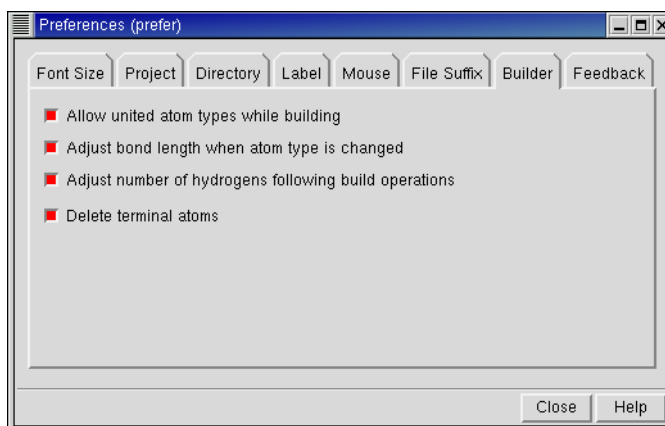 Preferences (prefer)
Font Size Project Directory Label Mouse File Suffix Builder Feedback
Allow united atom types while building
Adjust bond length when atom type is changed
Adjust number of hydrogens following build operations
Delete terminal atoms
Close Help